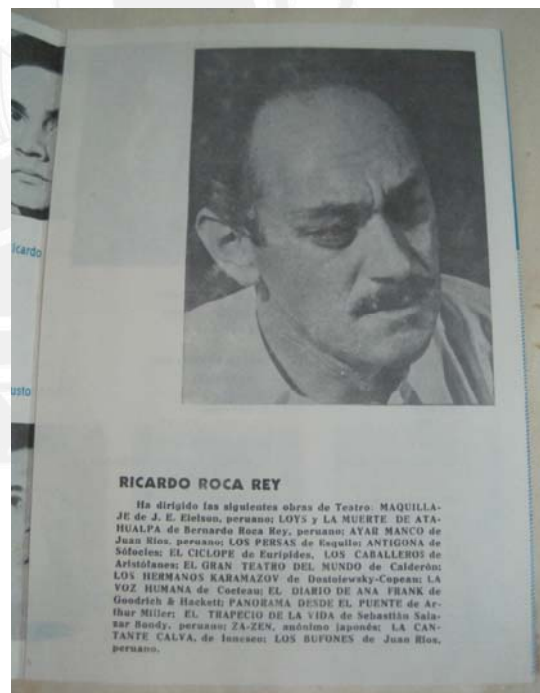 icardo
usto
RICARDO ROCA REY
Ha dirigido las siguientes obras de Teatro: MAQUILLA-
JE de J. E. Eielson, peruano; LOYS y LA MUERTE DE ATA-
HUALPA de Bernardo Roca Rey, peruano; AYAR MANCO de
Juan Ríos, peruano; LOS PERSAS de Esquilo; ANTIGONA de
Sófocles; EL CICLOPE de Eurípides, LOS CABALLEROS de
Aristófanes; EL GRAN TEATRO DEL MUNDO de Calderón;
LOS HERMANOS KARAMAZOV de Dostoiewsky-Copeau; LA
VOZ HUMANA de Cocteau; EL DIARIO DE ANA FRANK de
Goodrich & Hackett; PANORAMA DESDE EL PUENTE de Ar-
thur Miller; EL TRAPECIO DE LA VIDA de Sebastián Sala-
zar Bondy, peruano; ZA-ZEN, anónimo japonés; LA CAN-
TANTE CALVA, de Ionesco; LOS BUFONES de Juan Ríos,
peruano.